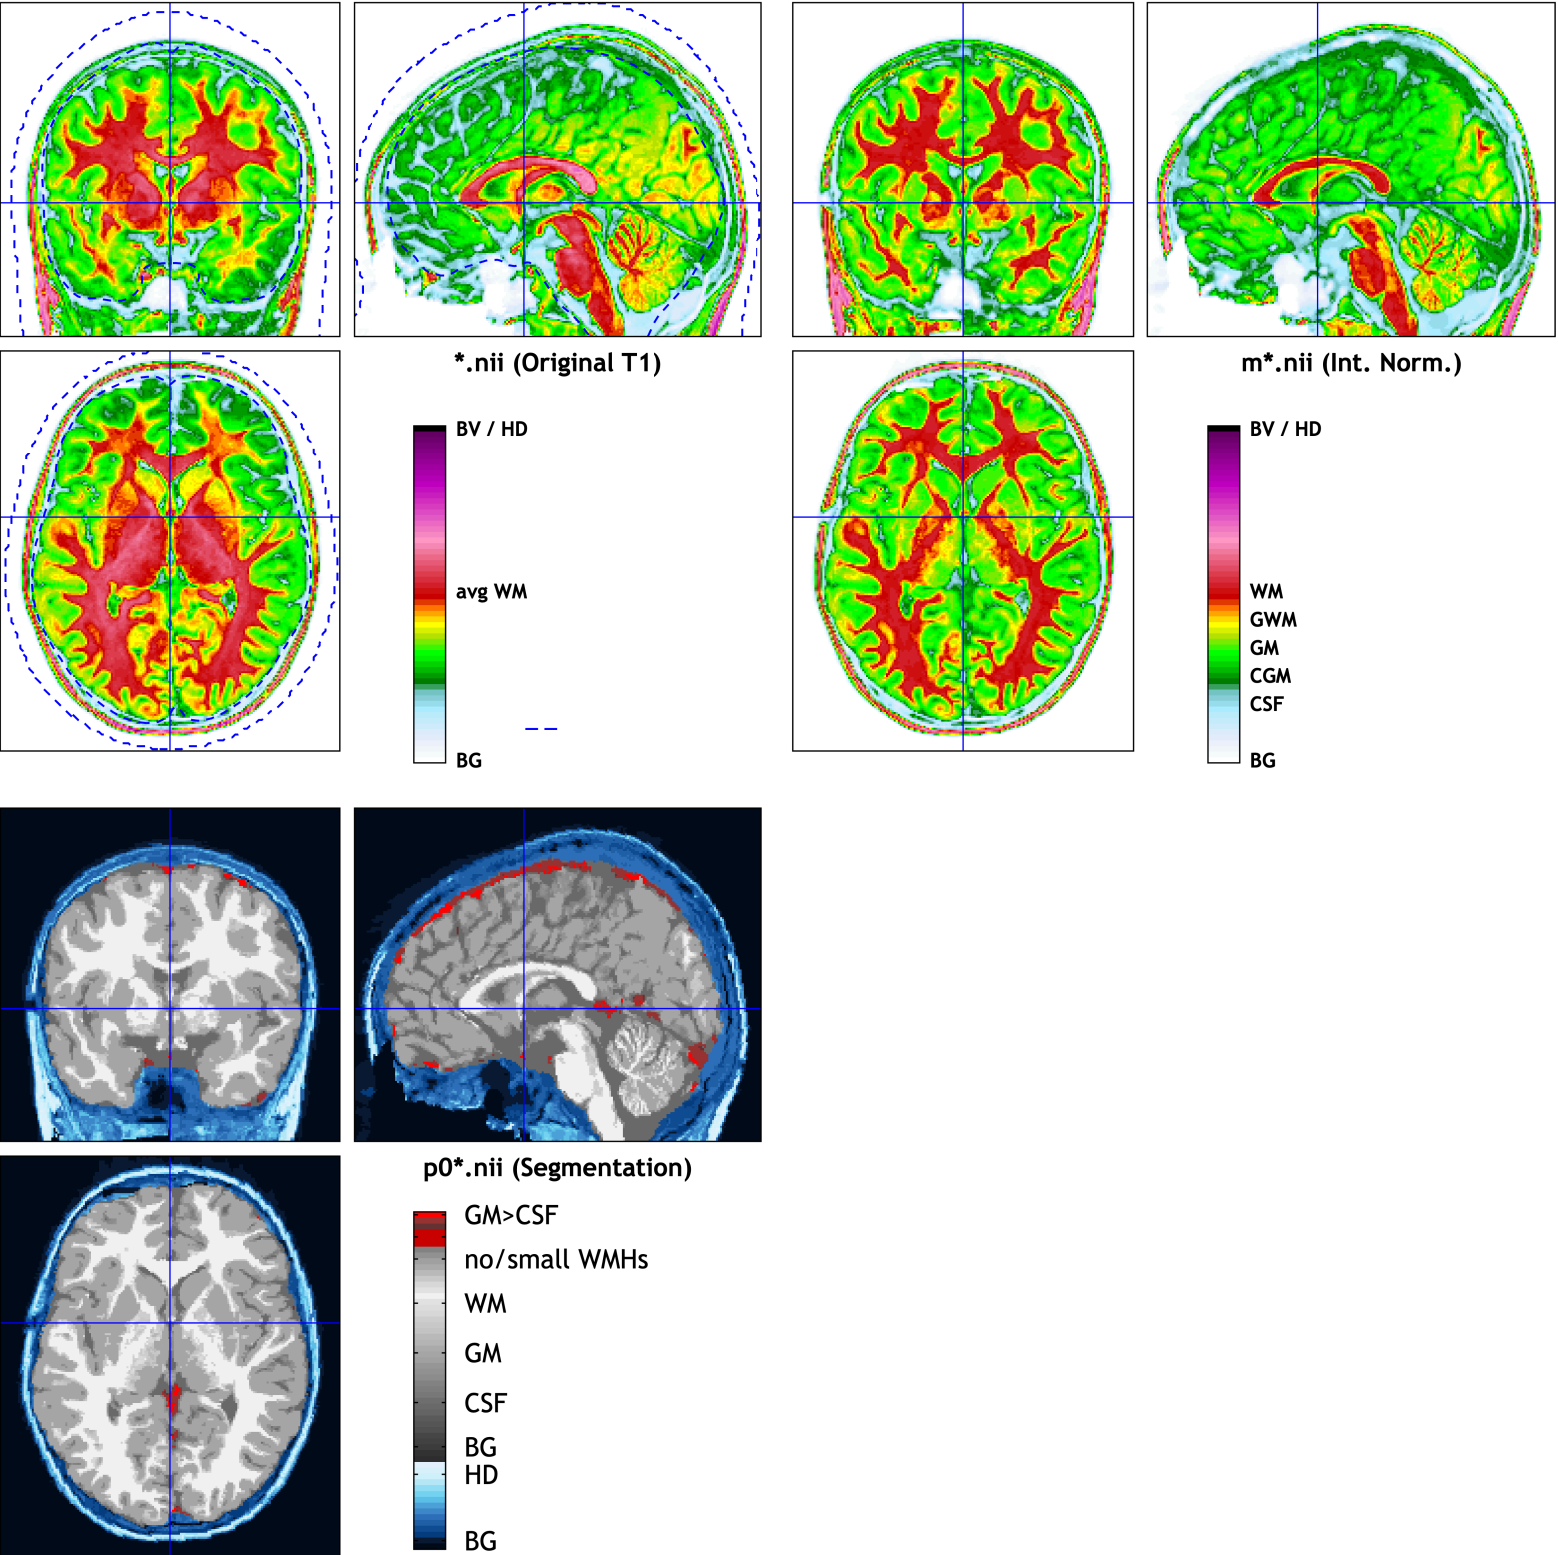 *.nii (Original T1)
BV / HD
avg WM
BG
m*.nii (Int. Norm.)
BV / HD
WM
GWM
GM
CGM
CSF
BG
p0*.nii (Segmentation)
GM>CSF
no/small WMHs
WM
GM
CSF
BG
HD
BG